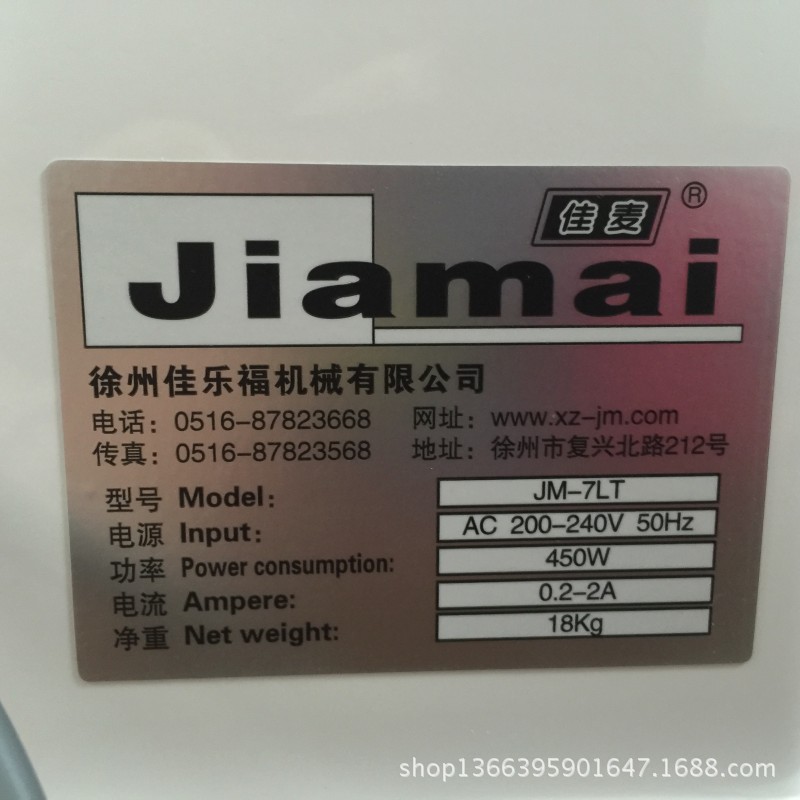 佳麦 ®
Jiamai
徐州佳乐福机械有限公司
电话：0516-87823668 网址：www.xz-jm.com
传真：0516-87823568 地址：徐州市复兴北路212号
型号 Model: JM-7LT
电源 Input: AC 200-240V 50Hz
功率 Power consumption: 450W
电流 Ampere: 0.2-2A
净重 Net weight: 18Kg
shop1366395901647.1688.com